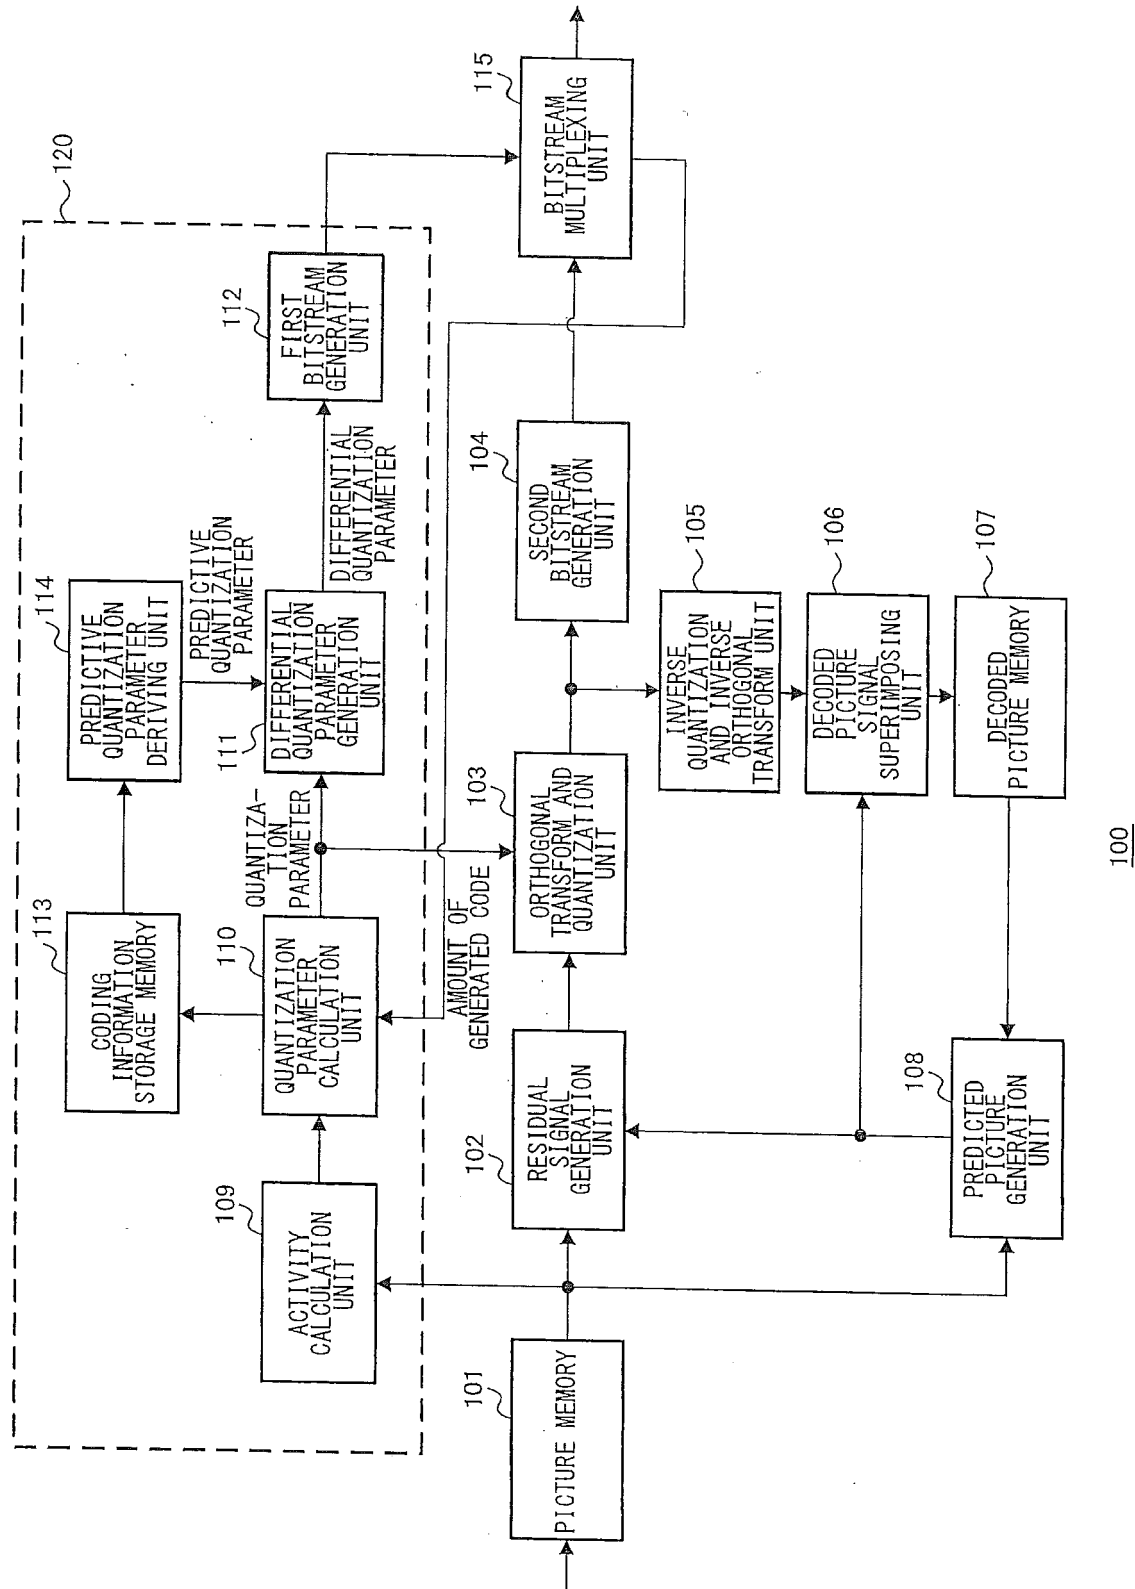 120
113
CODING
INFORMATION
STORAGE MEMORY
114
PREDICTIVE
QUANTIZATION
PARAMETER
DERIVING UNIT
PREDICTIVE
QUANTIZATION
PARAMETER
109
ACTIVITY
CALCULATION
UNIT
110
QUANTIZATION
PARAMETER
CALCULATION
UNIT
QUANTIZA-
TION
PARAMETER
111
DIFFERENTIAL
QUANTIZATION
PARAMETER
GENERATION
UNIT
DIFFERENTIAL
QUANTIZATION
PARAMETER
112
FIRST
BITSTREAM
GENERATION
UNIT
AMOUNT OF
GENERATED CODE
101
PICTURE MEMORY
102
RESIDUAL
SIGNAL
GENERATION
UNIT
103
ORTHOGONAL
TRANSFORM AND
QUANTIZATION
UNIT
104
SECOND
BITSTREAM
GENERATION
UNIT
115
BITSTREAM
MULTIPLEXING
UNIT
105
INVERSE
QUANTIZATION
AND INVERSE
ORTHOGONAL
TRANSFORM UNIT
106
DECODED
PICTURE
SIGNAL
SUPERIMPOSING
UNIT
107
DECODED
PICTURE MEMORY
108
PREDICTED
PICTURE
GENERATION
UNIT
100